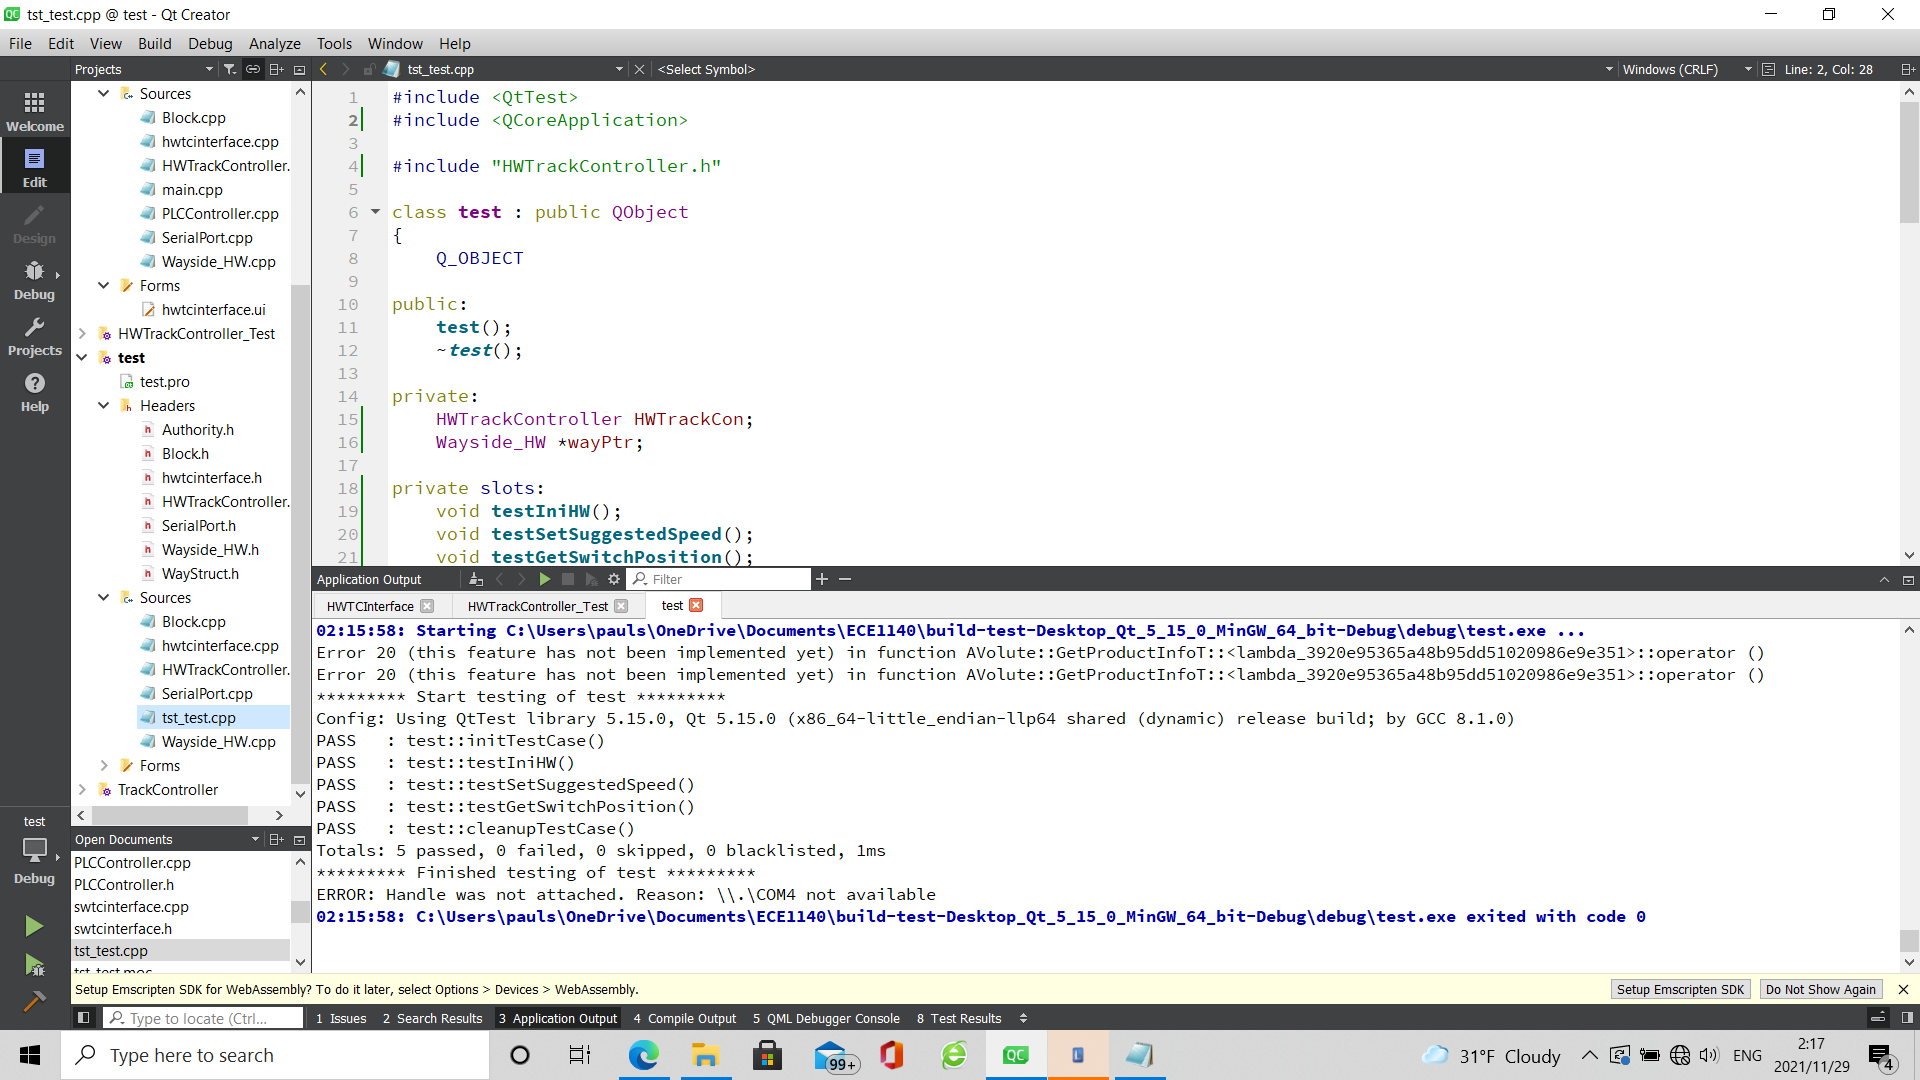 tst_test.cpp @ test - Qt Creator
File Edit View Build Debug Analyze Tools Window Help
Projects
tst_test.cpp
<Select Symbol>
Windows (CRLF)
Line: 2, Col: 28
Welcome
Edit
Design
Debug
Projects
Help
Sources
Block.cpp
hwtcinterface.cpp
HWTrackController.
main.cpp
PLCController.cpp
SerialPort.cpp
Wayside_HW.cpp
Forms
hwtcinterface.ui
HWTrackController_Test
test
test.pro
Headers
Authority.h
Block.h
hwtcinterface.h
HWTrackController.
SerialPort.h
Wayside_HW.h
WayStruct.h
Sources
Block.cpp
hwtcinterface.cpp
HWTrackController.
SerialPort.cpp
tst_test.cpp
Wayside_HW.cpp
Forms
TrackController
1 #include <QtTest>
2 #include <QCoreApplication>
3
4 #include "HWTrackController.h"
5
6 class test : public QObject
7 {
8 Q_OBJECT
9
10 public:
11 test();
12 ~test();
13
14 private:
15 HWTrackController HWTrackCon;
16 Wayside_HW *wayPtr;
17
18 private slots:
19 void testIniHW();
20 void testSetSuggestedSpeed();
21 void testGetSwitchPosition();
Application Output
Filter
HWTCInterface
HWTrackController_Test
test
02:15:58: Starting C:\Users\pauls\OneDrive\Documents\ECE1140\build-test-Desktop_Qt_5_15_0_MinGW_64_bit-Debug\debug\test.exe ...
Error 20 (this feature has not been implemented yet) in function AVolute::GetProductInfoT::<lambda_3920e95365a48b95dd51020986e9e351>::operator ()
Error 20 (this feature has not been implemented yet) in function AVolute::GetProductInfoT::<lambda_3920e95365a48b95dd51020986e9e351>::operator ()
********* Start testing of test *********
Config: Using QtTest library 5.15.0, Qt 5.15.0 (x86_64-little_endian-llp64 shared (dynamic) release build; by GCC 8.1.0)
PASS   : test::initTestCase()
PASS   : test::testIniHW()
PASS   : test::testSetSuggestedSpeed()
PASS   : test::testGetSwitchPosition()
PASS   : test::cleanupTestCase()
Totals: 5 passed, 0 failed, 0 skipped, 0 blacklisted, 1ms
********* Finished testing of test *********
ERROR: Handle was not attached. Reason: \\.\COM4 not available
02:15:58: C:\Users\pauls\OneDrive\Documents\ECE1140\build-test-Desktop_Qt_5_15_0_MinGW_64_bit-Debug\debug\test.exe exited with code 0
test
Debug
Open Documents
PLCController.cpp
PLCController.h
swtcinterface.cpp
swtcinterface.h
tst_test.cpp
tst_test.moc
Setup Emscripten SDK for WebAssembly? To do it later, select Options > Devices > WebAssembly.
Setup Emscripten SDK
Do Not Show Again
Type to locate (Ctrl...
1 Issues
2 Search Results
3 Application Output
4 Compile Output
5 QML Debugger Console
8 Test Results
Type here to search
99+
31°F Cloudy
ENG
2:17
2021/11/29
4